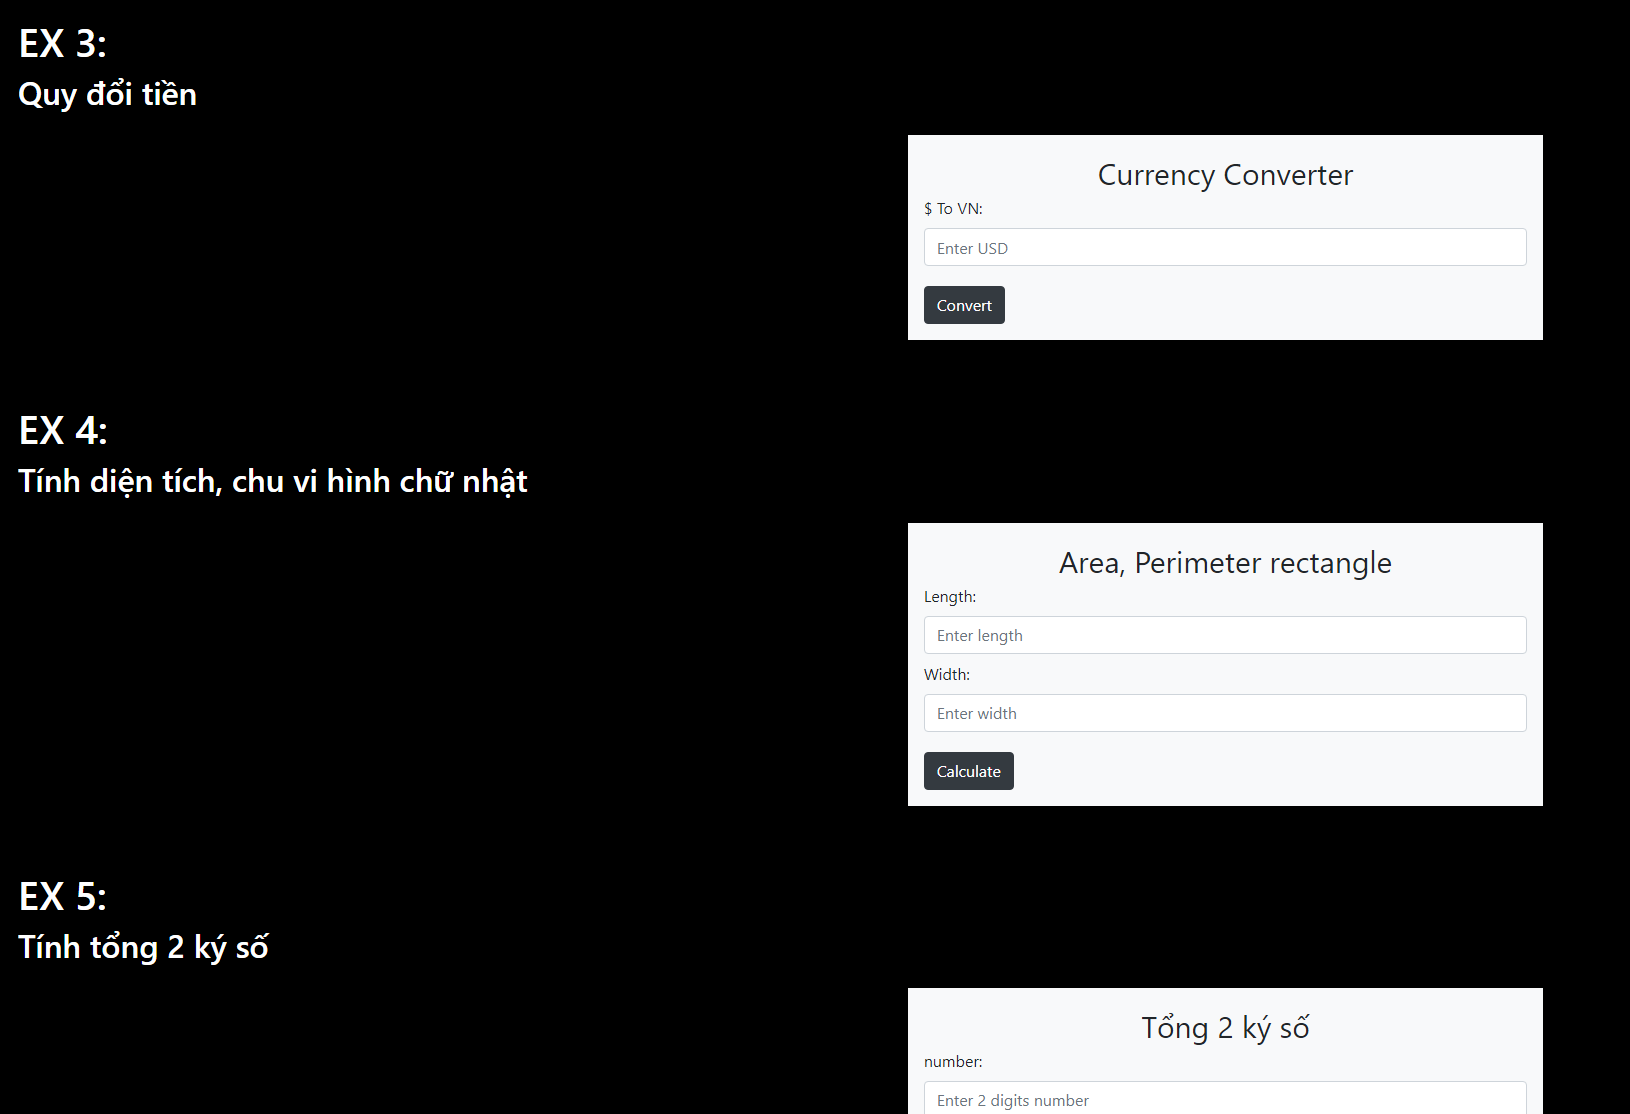 EX 3:
Quy đổi tiền
Currency Converter
$ To VN:
Enter USD
Convert
EX 4:
Tính diện tích, chu vi hình chữ nhật
Area, Perimeter rectangle
Length:
Enter length
Width:
Enter width
Calculate
EX 5:
Tính tổng 2 ký số
Tổng 2 ký số
number:
Enter 2 digits number